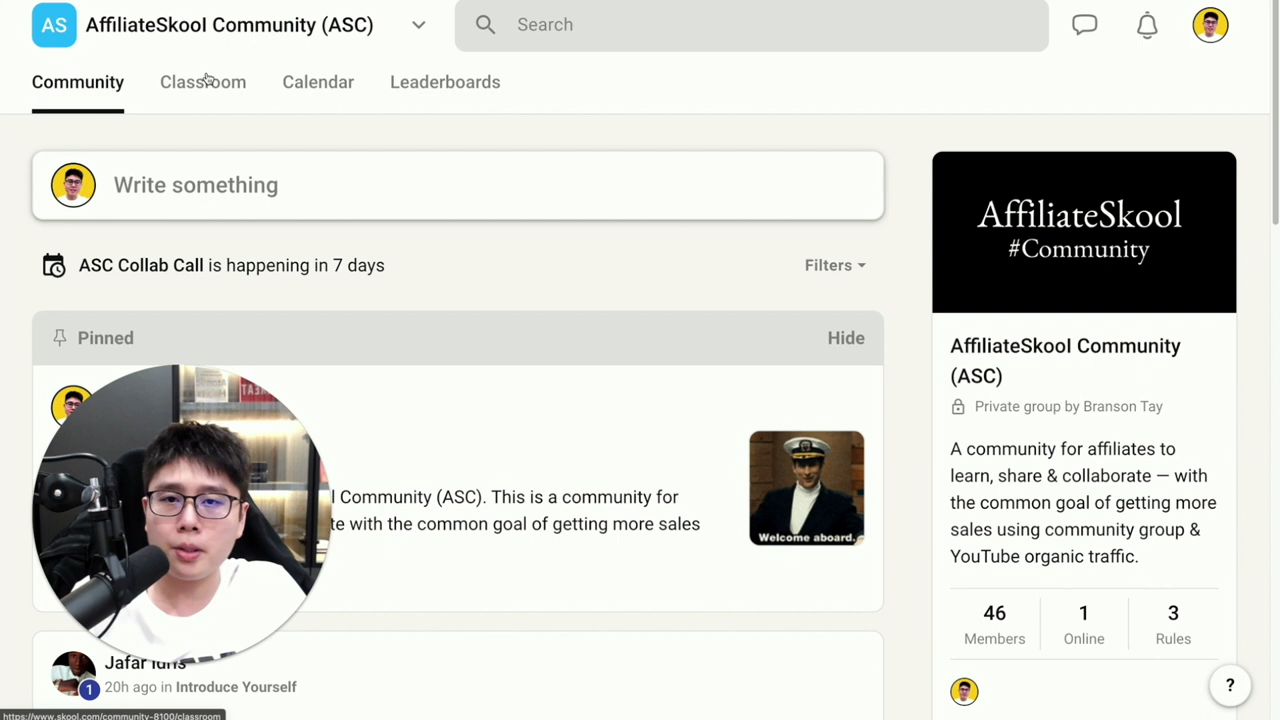 AS
AffiliateSkool Community (ASC)
Search
Community
Classroom
Calendar
Leaderboards
Write something
ASC Collab Call is happening in 7 days
Filters
Pinned
Hide
l Community (ASC). This is a community for
te with the common goal of getting more sales
Welcome aboard.
Jafar Idris
1
20h ago in Introduce Yourself
AffiliateSkool
#Community
AffiliateSkool Community
(ASC)
Private group by Branson Tay
A community for affiliates to
learn, share & collaborate — with
the common goal of getting more
sales using community group &
YouTube organic traffic.
46
Members
1
Online
3
Rules
?
https://www.skool.com/community-8100/classroom